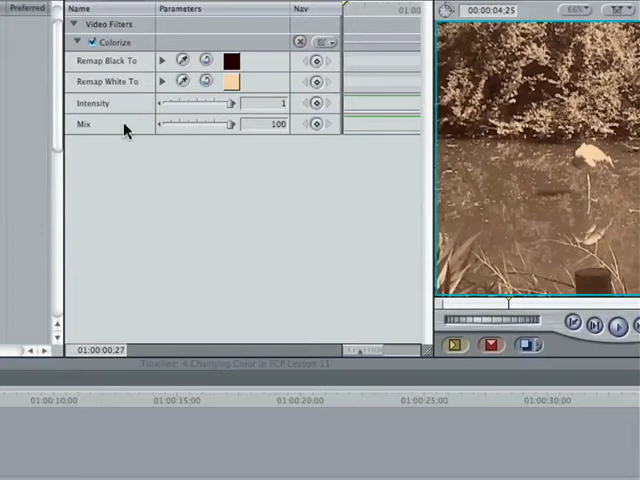 Preferred
Name
Parameters
Nav
01:00
00:00:04;25
66%
Video Filters
Colorize
Remap Black To
Remap White To
Intensity
1
Mix
100
01:00:00;27
Timeline: 4 Changing Color in FCP Lesson 11
01:00:10;00
01:00:15;00
01:00:20;00
01:00:25;00
01:00:30;00